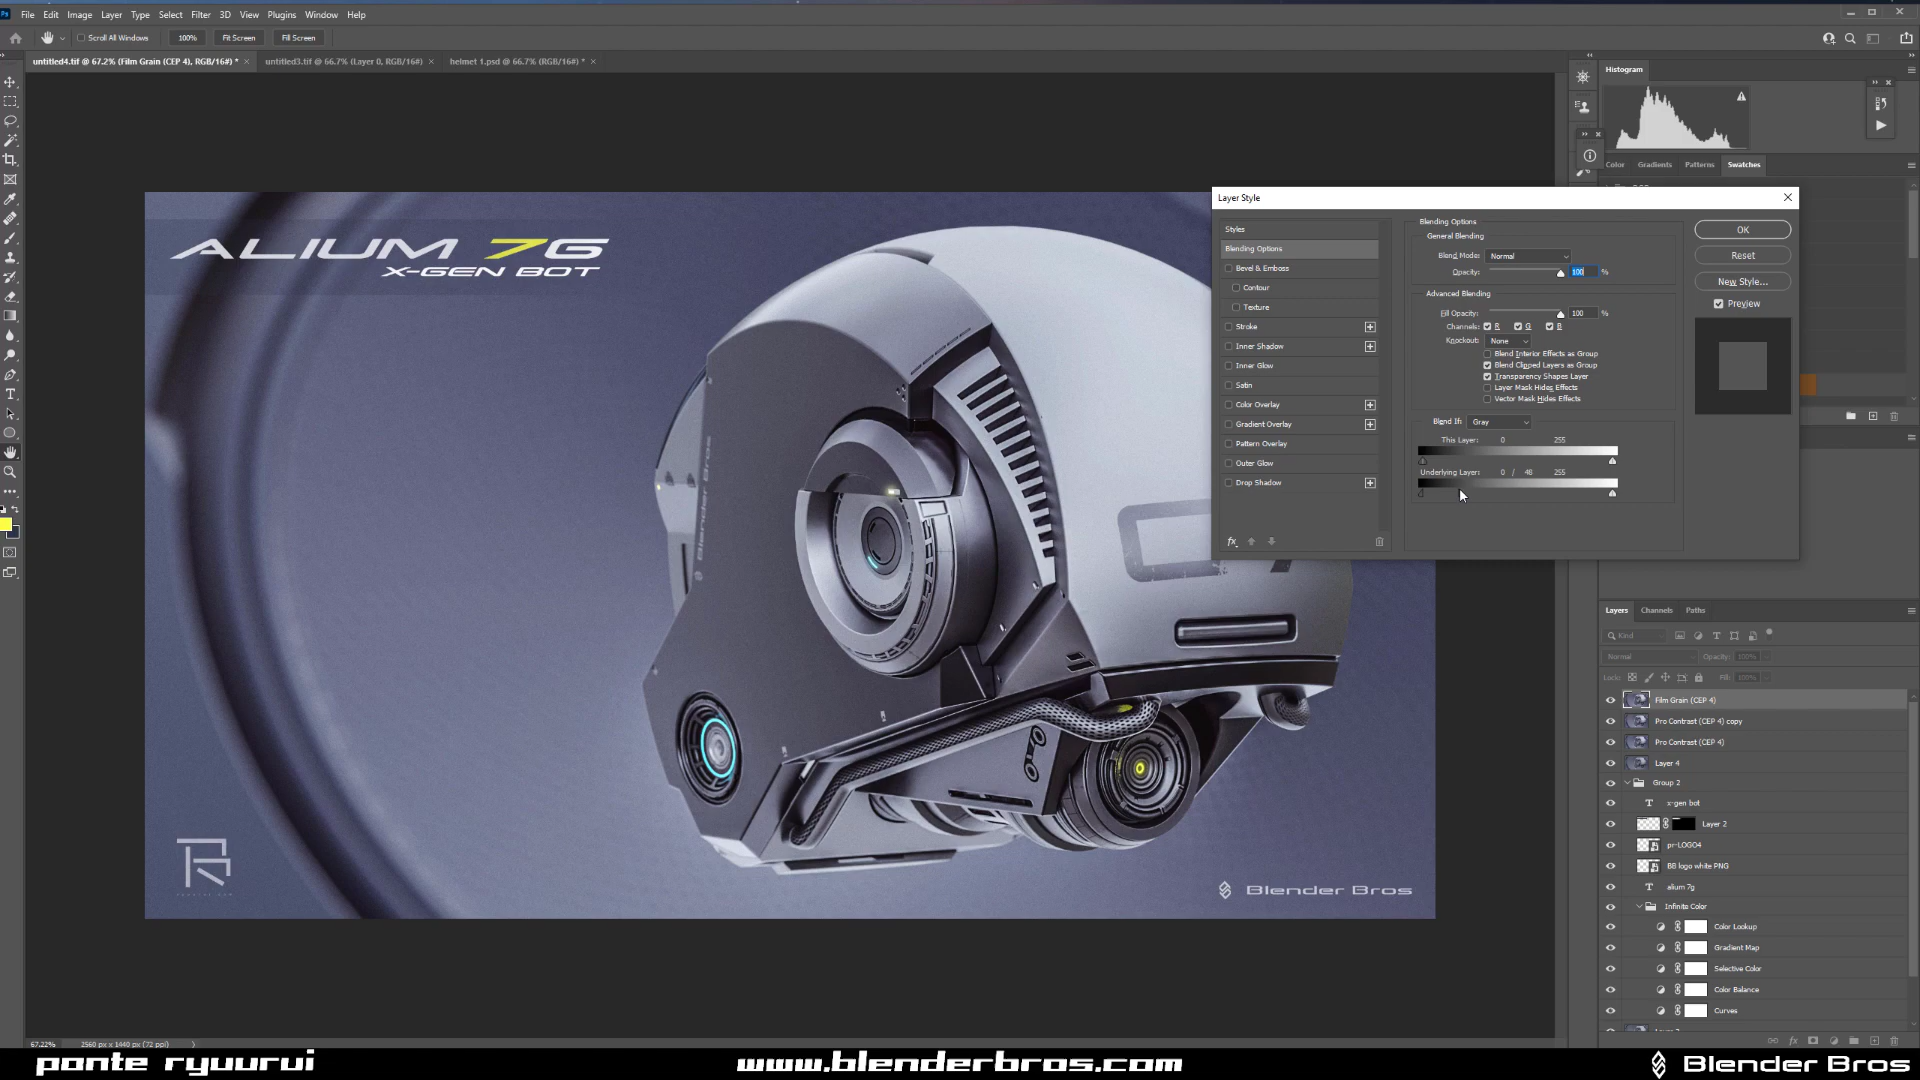 File Edit Image Layer Type Select Filter 3D View Plugins Window Help
Scroll All Windows 100% Fit Screen Fill Screen
untitled4.tif @ 67.2% (Film Grain (CEP 4), RGB/16#) * untitled3.tif @ 66.7% (Layer 0, RGB/16#) helmet 1.psd @ 66.7% (RGB/16#) *
Histogram
Color Gradients Patterns Swatches
ALIUM 7G
X-GEN BOT
Blender Bros
Blender Bros
Layer Style
Styles
Blending Options
Bevel & Emboss
Contour
Texture
Stroke
Inner Shadow
Inner Glow
Satin
Color Overlay
Gradient Overlay
Pattern Overlay
Outer Glow
Drop Shadow
fx
Blending Options
General Blending
Blend Mode: Normal
Opacity: 100 %
Advanced Blending
Fill Opacity: 100 %
Channels: R G B
Knockout: None
Blend Interior Effects as Group
Blend Clipped Layers as Group
Transparency Shapes Layer
Layer Mask Hides Effects
Vector Mask Hides Effects
Blend If: Gray
This Layer: 0 255
Underlying Layer: 0 / 48 255
OK
Reset
New Style...
Preview
Layers Channels Paths
Kind
Normal Opacity: 100%
Lock: Fill: 100%
Film Grain (CEP 4)
Pro Contrast (CEP 4) copy
Pro Contrast (CEP 4)
Layer 4
Group 2
x-gen bot
Layer 2
pr-LOGO4
BB logo white PNG
alium 7g
Infinite Color
Color Lookup
Gradient Map
Selective Color
Color Balance
Curves
67.22% 2560 px x 1440 px (72 ppi)
ponte ryuurui www.blenderbros.com Blender Bros